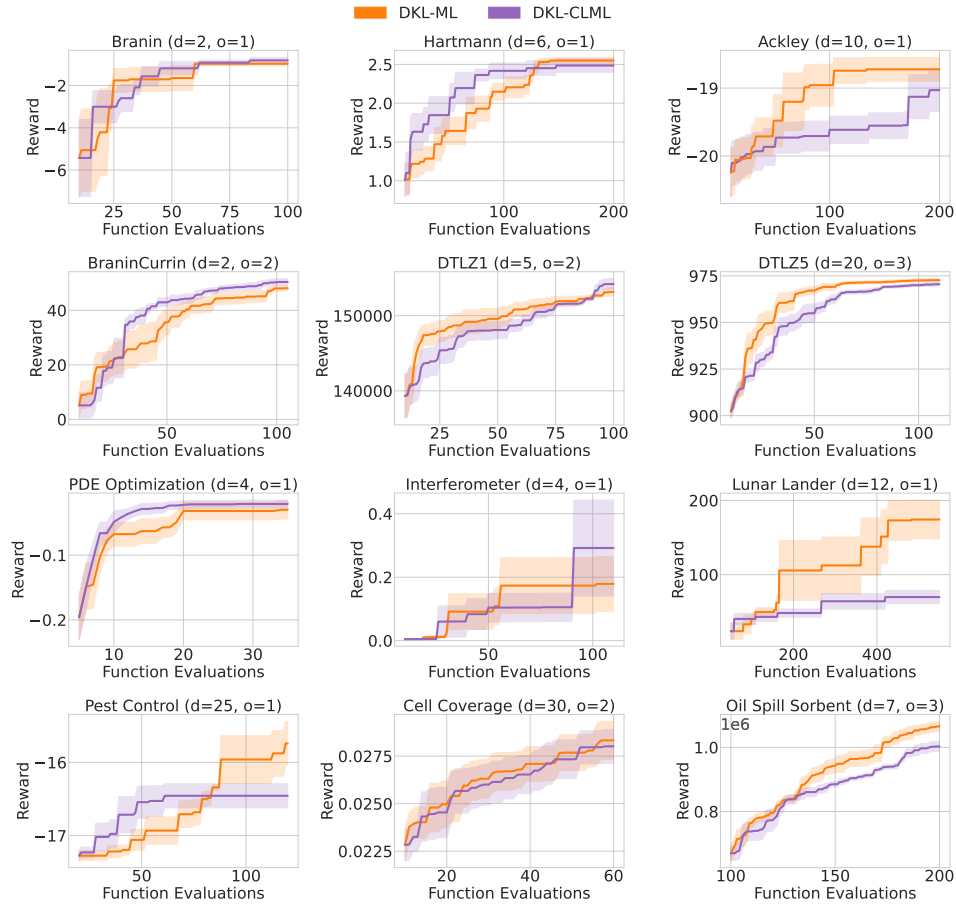 DKL-ML DKL-CLML
Branin (d=2, o=1)
Reward
−2
−4
−6
25 50 75 100
Function Evaluations
Hartmann (d=6, o=1)
Reward
2.5
2.0
1.5
1.0
100 200
Function Evaluations
Ackley (d=10, o=1)
Reward
−19
−20
100 200
Function Evaluations
BraninCurrin (d=2, o=2)
Reward
40
20
0
50 100
Function Evaluations
DTLZ1 (d=5, o=2)
Reward
150000
140000
25 50 75 100
Function Evaluations
DTLZ5 (d=20, o=3)
Reward
975
950
925
900
50 100
Function Evaluations
PDE Optimization (d=4, o=1)
Reward
−0.1
−0.2
10 20 30
Function Evaluations
Interferometer (d=4, o=1)
Reward
0.4
0.2
0.0
50 100
Function Evaluations
Lunar Lander (d=12, o=1)
Reward
200
100
200 400
Function Evaluations
Pest Control (d=25, o=1)
Reward
−16
−17
50 100
Function Evaluations
Cell Coverage (d=30, o=2)
Reward
0.0275
0.0250
0.0225
20 40 60
Function Evaluations
Oil Spill Sorbent (d=7, o=3)
1e6
Reward
1.0
0.8
0.6
100 120 140 160 180 200
Function Evaluations